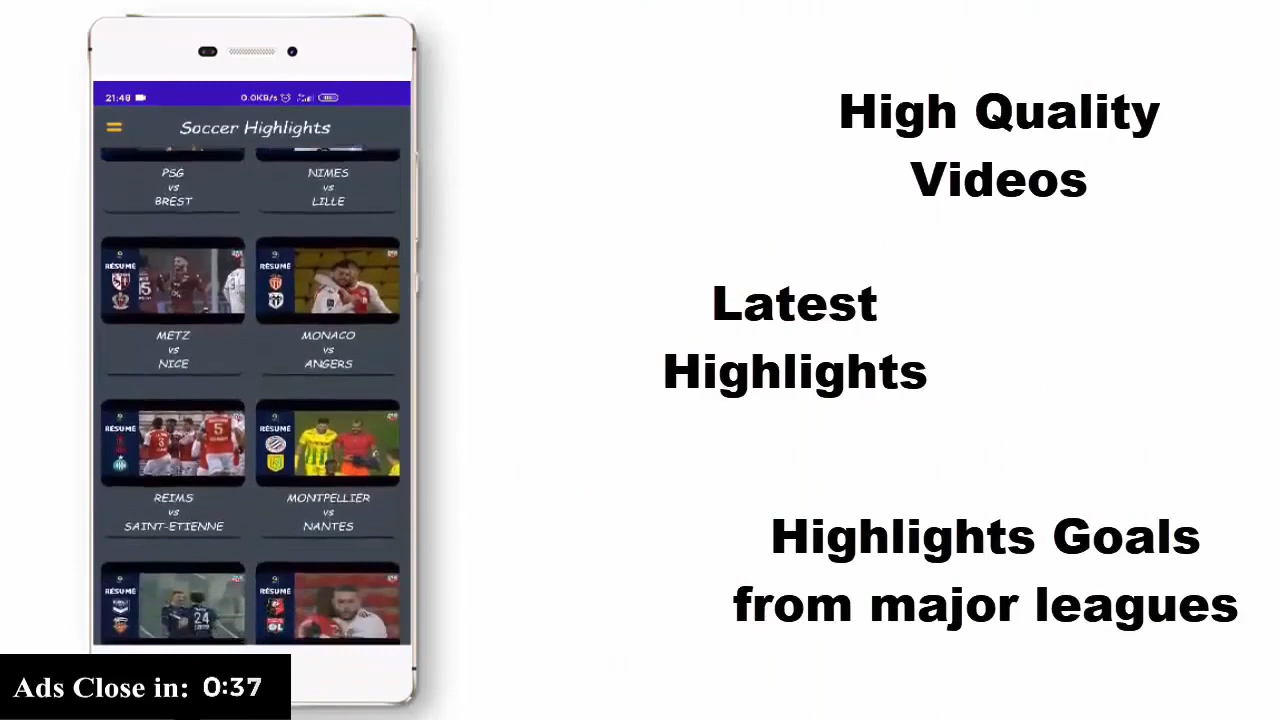 21:48
0.0KB/s
Soccer Highlights
PSG
vs
BREST
NIMES
vs
LILLE
RÉSUMÉ
RÉSUMÉ
METZ
vs
NICE
MONACO
vs
ANGERS
RÉSUMÉ
5
RÉSUMÉ
REIMS
vs
SAINT-ETIENNE
MONTPELLIER
vs
NANTES
RÉSUMÉ
24
RÉSUMÉ
High Quality
Videos
Latest
Highlights
Highlights Goals
from major leagues
Ads Close in: 0:37